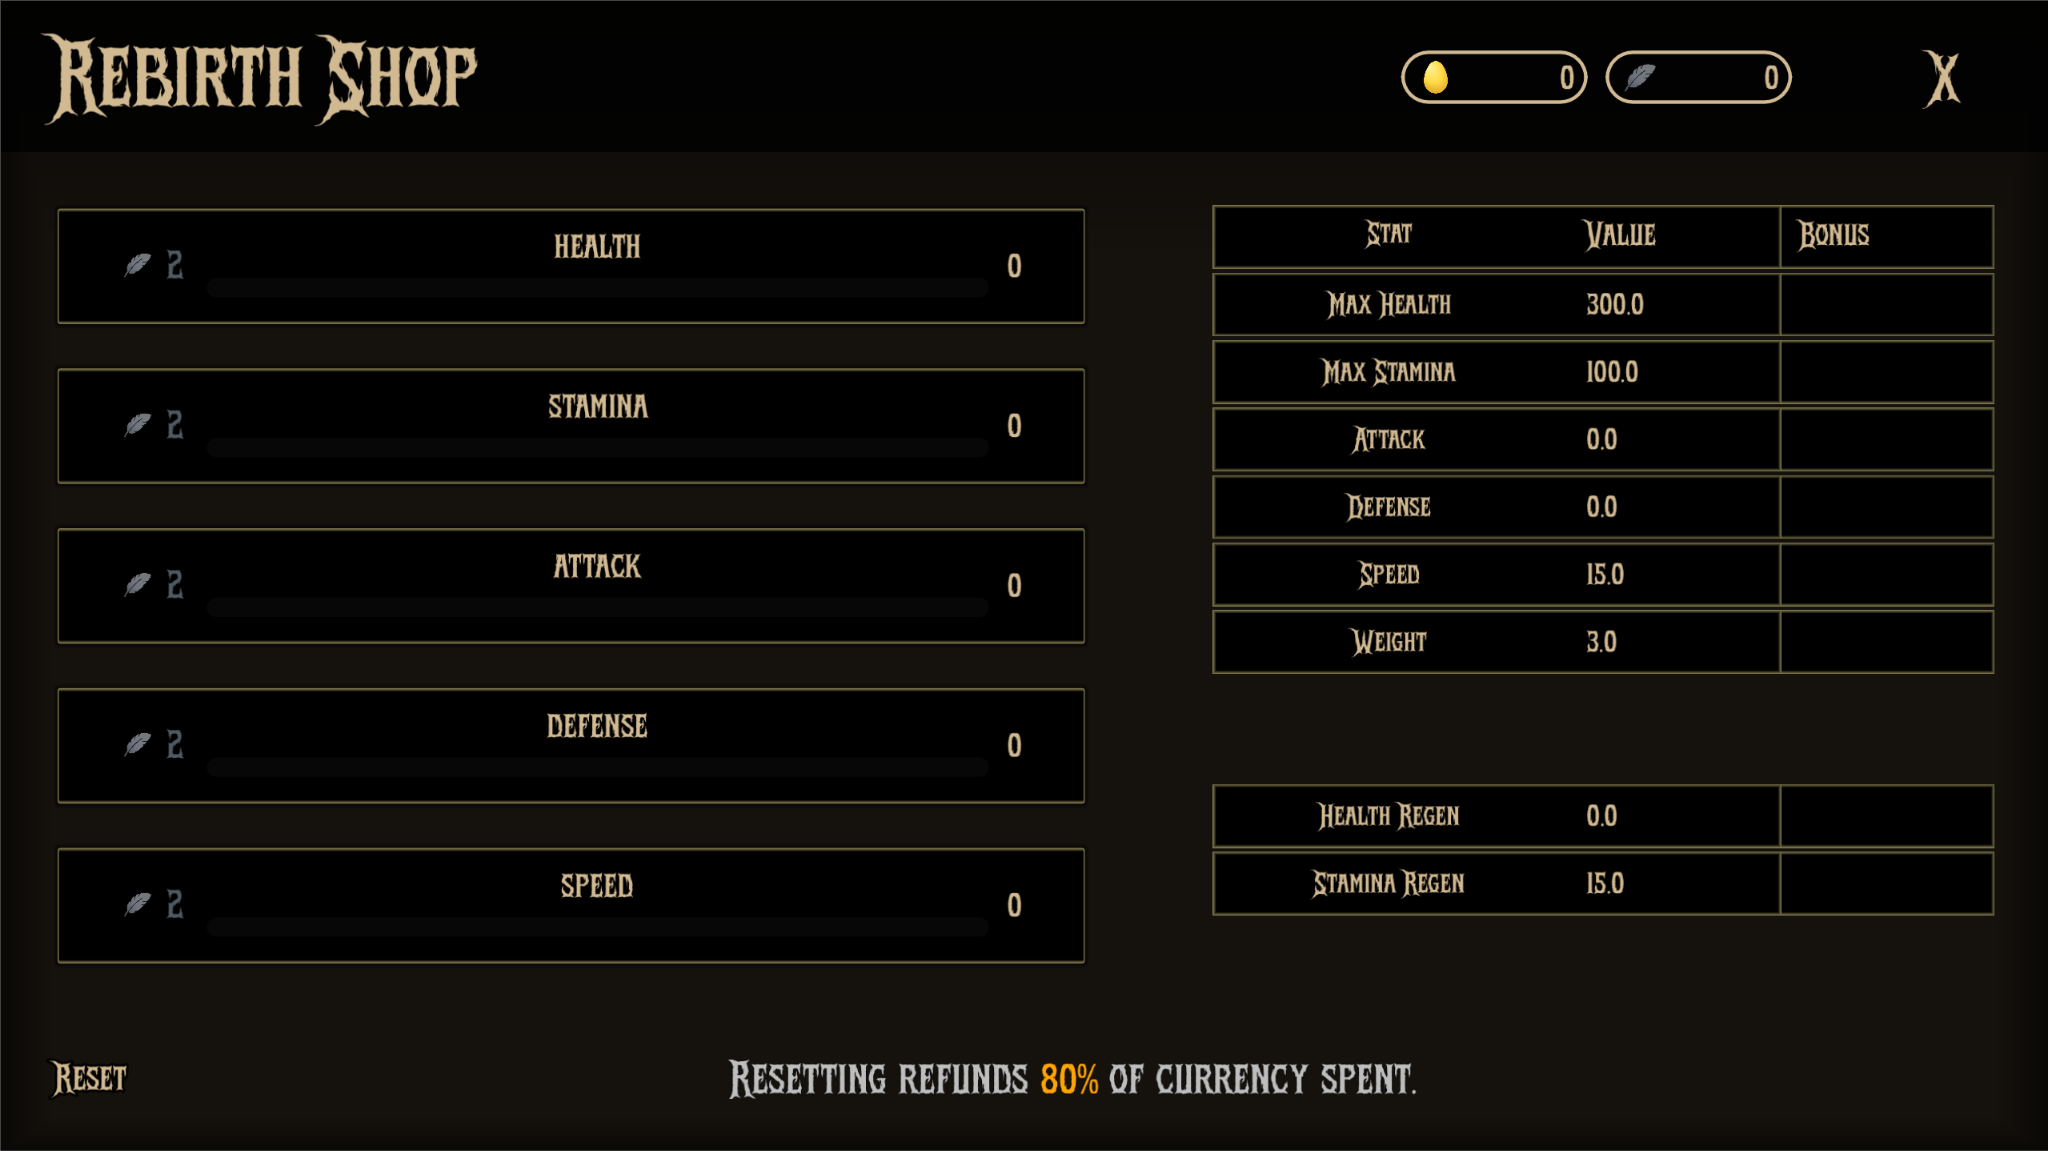 Rebirth Shop
0
0
X
Health
2
0
Stamina
2
0
Attack
2
0
Defense
2
0
Speed
2
0
Stat Value Bonus
Max Health 300.0
Max Stamina 100.0
Attack 0.0
Defense 0.0
Speed 15.0
Weight 3.0
Health Regen 0.0
Stamina Regen 15.0
Reset
Resetting refunds 80% of currency spent.